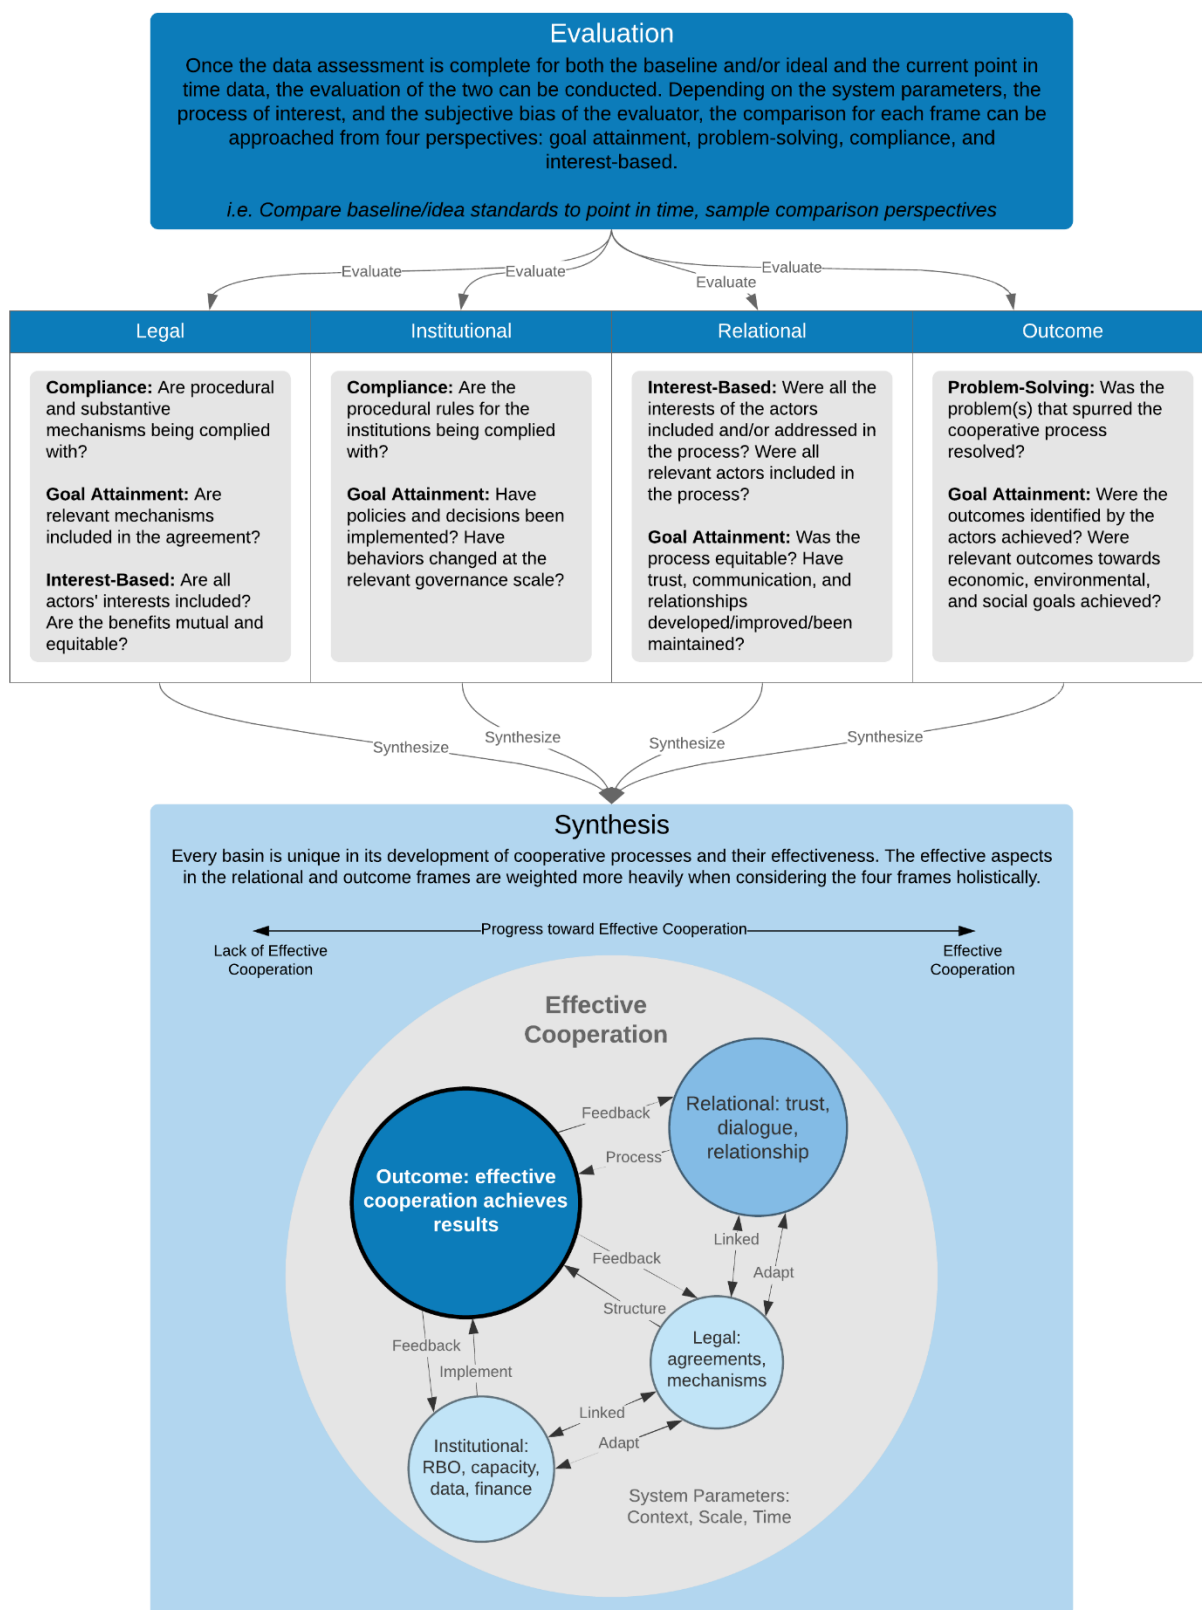 Evaluation
Once the data assessment is complete for both the baseline and/or ideal and the current point in
time data, the evaluation of the two can be conducted. Depending on the system parameters, the
process of interest, and the subjective bias of the evaluator, the comparison for each frame can be
approached from four perspectives: goal attainment, problem-solving, compliance, and
interest-based.
i.e. Compare baseline/idea standards to point in time, sample comparison perspectives
Evaluate
Evaluate
Evaluate
Evaluate
Legal
Compliance: Are procedural
and substantive
mechanisms being complied
with?
Goal Attainment: Are
relevant mechanisms
included in the agreement?
Interest-Based: Are all
actors' interests included?
Are the benefits mutual and
equitable?
Institutional
Compliance: Are the
procedural rules for the
institutions being complied
with?
Goal Attainment: Have
policies and decisions been
implemented? Have
behaviors changed at the
relevant governance scale?
Relational
Interest-Based: Were all the
interests of the actors
included and/or addressed in
the process? Were all
relevant actors included in
the process?
Goal Attainment: Was the
process equitable? Have
trust, communication, and
relationships
developed/improved/been
maintained?
Outcome
Problem-Solving: Was the
problem(s) that spurred the
cooperative process
resolved?
Goal Attainment: Were the
outcomes identified by the
actors achieved? Were
relevant outcomes towards
economic, environmental,
and social goals achieved?
Synthesize
Synthesize
Synthesize
Synthesize
Synthesis
Every basin is unique in its development of cooperative processes and their effectiveness. The effective aspects
in the relational and outcome frames are weighted more heavily when considering the four frames holistically.
Progress toward Effective Cooperation
Lack of Effective
Cooperation
Effective
Cooperation
Effective
Cooperation
Relational: trust,
dialogue,
relationship
Feedback
Process
Outcome: effective
cooperation achieves
results
Linked
Adapt
Feedback
Structure
Legal:
agreements,
mechanisms
Feedback
Implement
Linked
Adapt
Institutional:
RBO, capacity,
data, finance
System Parameters:
Context, Scale, Time